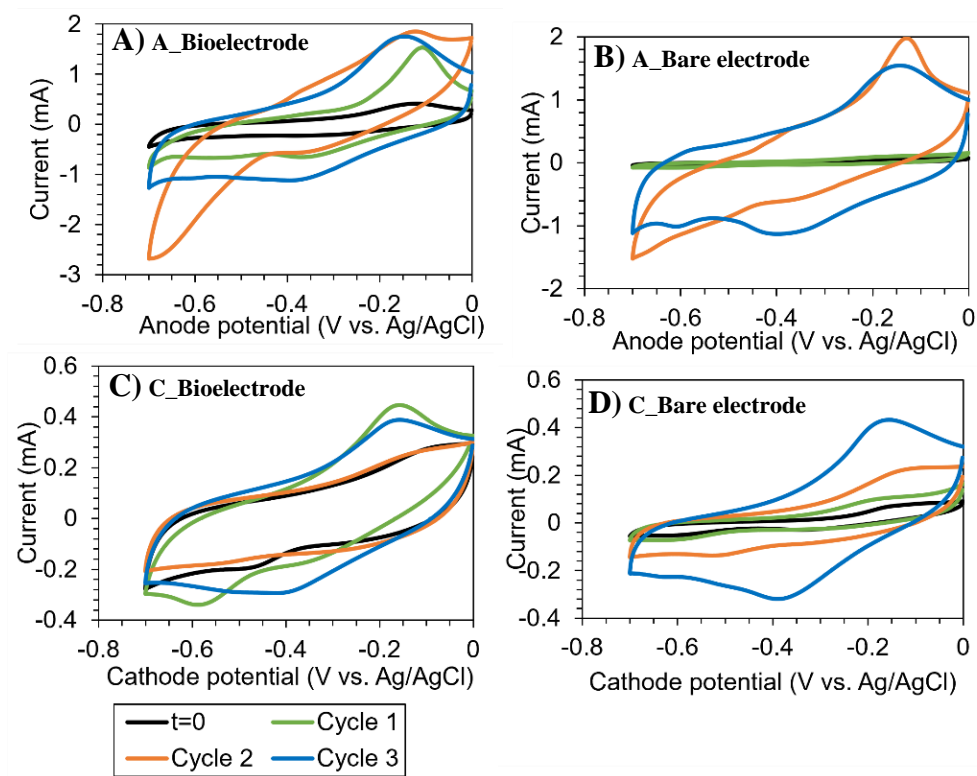 A) A_Bioelectrode
Current (mA)
2
1
0
-1
-2
-3
-0.8
-0.6
-0.4
-0.2
0
Anode potential (V vs. Ag/AgCl)
B) A_Bare electrode
Current (mA)
2
1
0
-1
-2
-0.8
-0.6
-0.4
-0.2
0
Anode potential (V vs. Ag/AgCl)
C) C_Bioelectrode
Current (mA)
0.6
0.4
0.2
0
-0.2
-0.4
-0.8
-0.6
-0.4
-0.2
0
Cathode potential (V vs. Ag/AgCl)
D) C_Bare electrode
Current (mA)
0.6
0.4
0.2
0
-0.2
-0.4
-0.8
-0.6
-0.4
-0.2
0
Cathode potential (V vs. Ag/AgCl)
t=0
Cycle 1
Cycle 2
Cycle 3